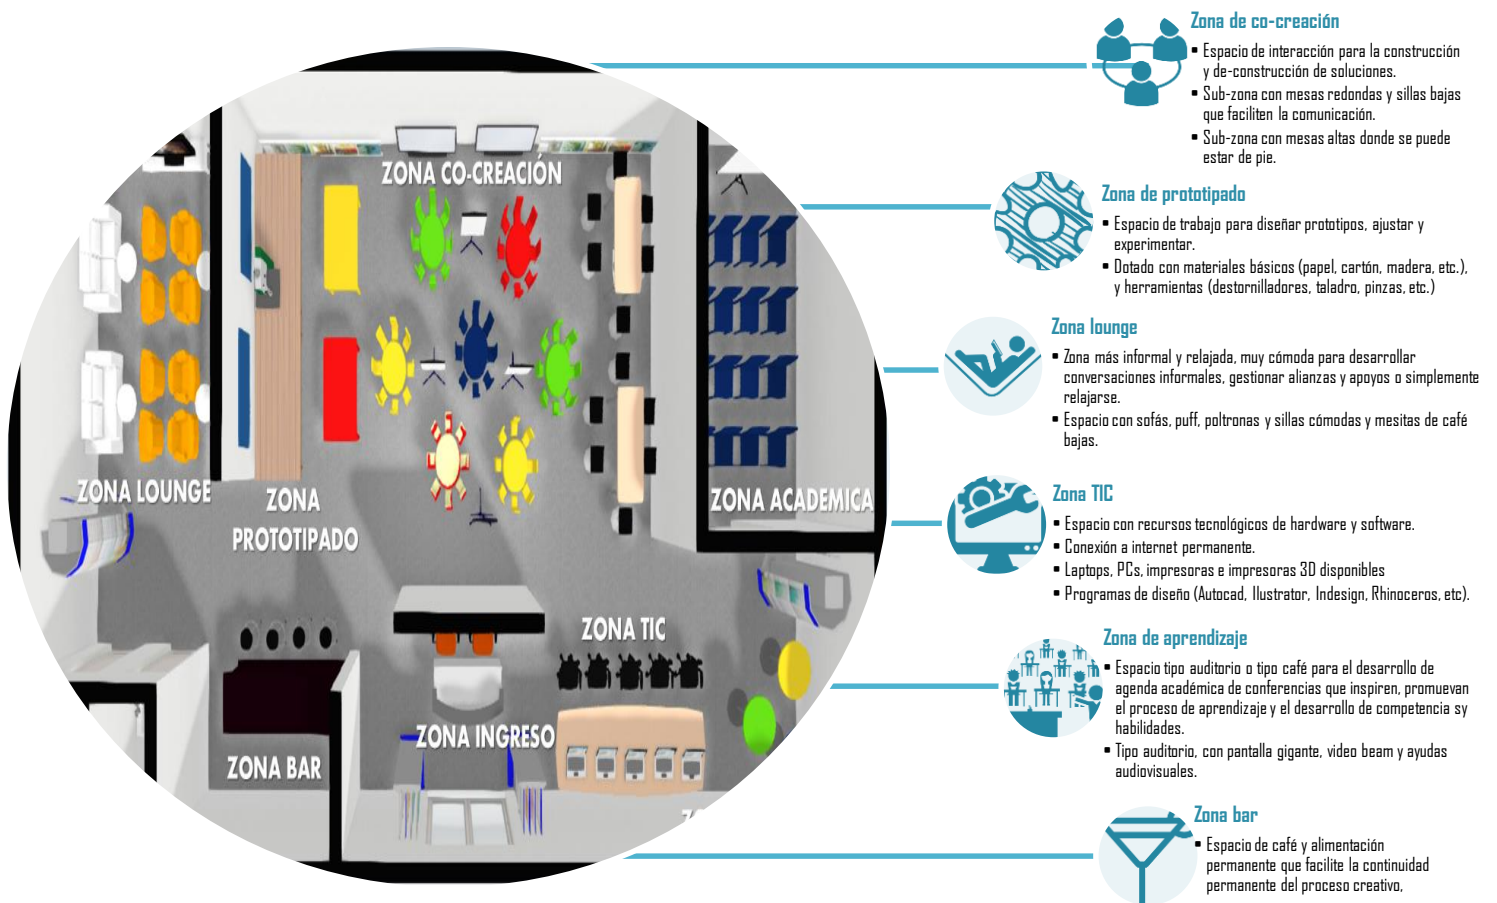 ZONA CO-CREACIÓN
ZONA LOUNGE
ZONA
PROTOTIPADO
ZONA ACADEMICA
ZONA TIC
ZONA INGRESO
ZONA BAR
Zona de co-creación
▪ Espacio de interacción para la construcción
y de-construcción de soluciones.
▪ Sub-zona con mesas redondas y sillas bajas
que faciliten la comunicación.
▪ Sub-zona con mesas altas donde se puede
estar de pie.
Zona de prototipado
▪ Espacio de trabajo para diseñar prototipos, ajustar y
experimentar.
▪ Dotado con materiales básicos (papel, cartón, madera, etc.),
y herramientas (destornilladores, taladro, pinzas, etc.)
Zona lounge
▪ Zona más informal y relajada, muy cómoda para desarrollar
conversaciones informales, gestionar alianzas y apoyos o simplemente
relajarse.
▪ Espacio con sofás, puff, poltronas y sillas cómodas y mesitas de café
bajas.
Zona TIC
▪ Espacio con recursos tecnológicos de hardware y software.
▪ Conexión a internet permanente.
▪ Laptops, PCs, impresoras e impresoras 3D disponibles
▪ Programas de diseño (Autocad, Ilustrator, Indesign, Rhinoceros, etc).
Zona de aprendizaje
▪ Espacio tipo auditorio o tipo café para el desarrollo de
agenda académica de conferencias que inspiren, promuevan
el proceso de aprendizaje y el desarrollo de competencia sy
habilidades.
▪ Tipo auditorio, con pantalla gigante, video beam y ayudas
audiovisuales.
Zona bar
▪ Espacio de café y alimentación
permanente que facilite la continuidad
permanente del proceso creativo,